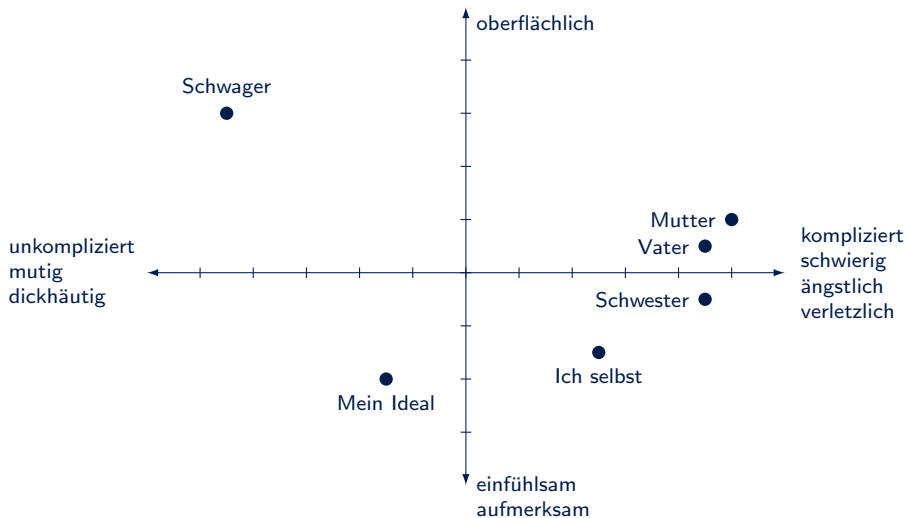 oberflächlich
Schwager
Mutter
Vater
unkompliziert
mutig
dickhäutig
kompliziert
schwierig
ängstlich
verletzlich
Schwester
Ich selbst
Mein Ideal
einfühlsam
aufmerksam